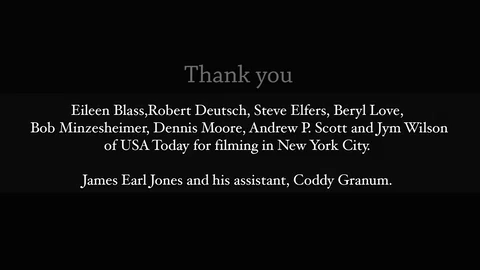 Thank you
Eileen Blass,Robert Deutsch, Steve Elfers, Beryl Love,
Bob Minzesheimer, Dennis Moore, Andrew P. Scott and Jym Wilson
of USA Today for filming in New York City.
James Earl Jones and his assistant, Coddy Granum.